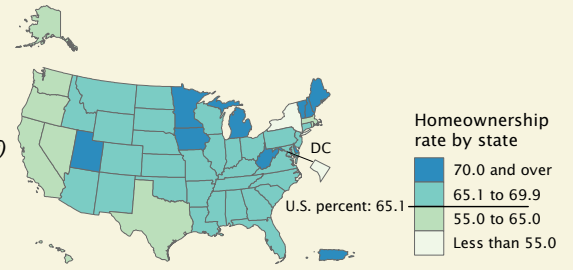 DC
U.S. percent: 65.1
Homeownership
rate by state
70.0 and over
65.1 to 69.9
55.0 to 65.0
Less than 55.0